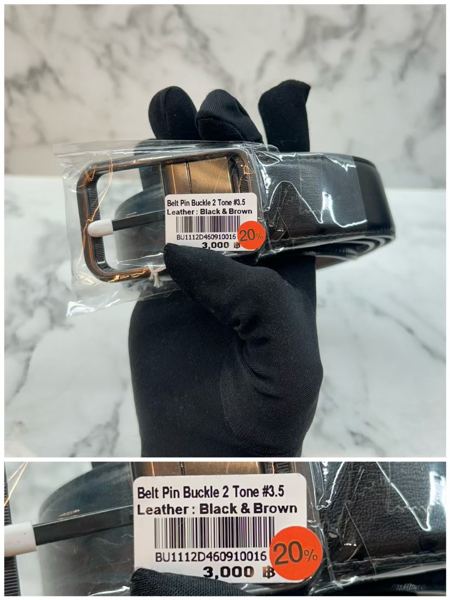 Belt Pin Buckle 2 Tone #3.5
Leather : Black & Brown
BU1112D460910016
3,000 ฿
20%
Belt Pin Buckle 2 Tone #3.5
Leather : Black & Brown
BU1112D460910016
3,000 ฿
20%